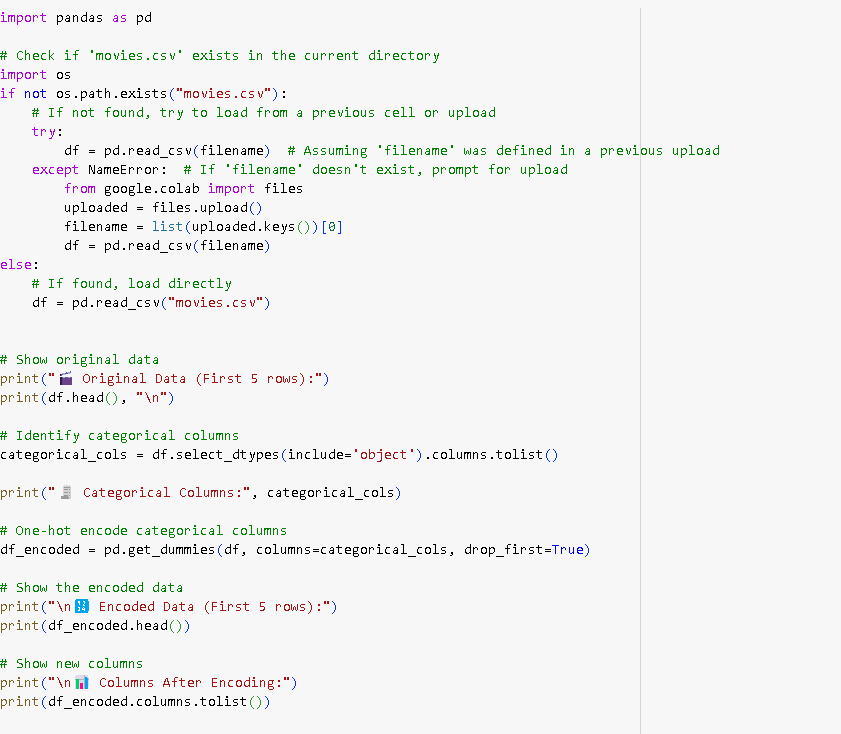 import pandas as pd

# Check if 'movies.csv' exists in the current directory
import os
if not os.path.exists("movies.csv"):
    # If not found, try to load from a previous cell or upload
    try:
        df = pd.read_csv(filename)  # Assuming 'filename' was defined in a previous upload
    except NameError:  # If 'filename' doesn't exist, prompt for upload
        from google.colab import files
        uploaded = files.upload()
        filename = list(uploaded.keys())[0]
        df = pd.read_csv(filename)
else:
    # If found, load directly
    df = pd.read_csv("movies.csv")


# Show original data
print("🎬 Original Data (First 5 rows):")
print(df.head(), "\n")

# Identify categorical columns
categorical_cols = df.select_dtypes(include='object').columns.tolist()

print("🧾 Categorical Columns:", categorical_cols)

# One-hot encode categorical columns
df_encoded = pd.get_dummies(df, columns=categorical_cols, drop_first=True)

# Show the encoded data
print("\n🔢 Encoded Data (First 5 rows):")
print(df_encoded.head())

# Show new columns
print("\n📊 Columns After Encoding:")
print(df_encoded.columns.tolist())